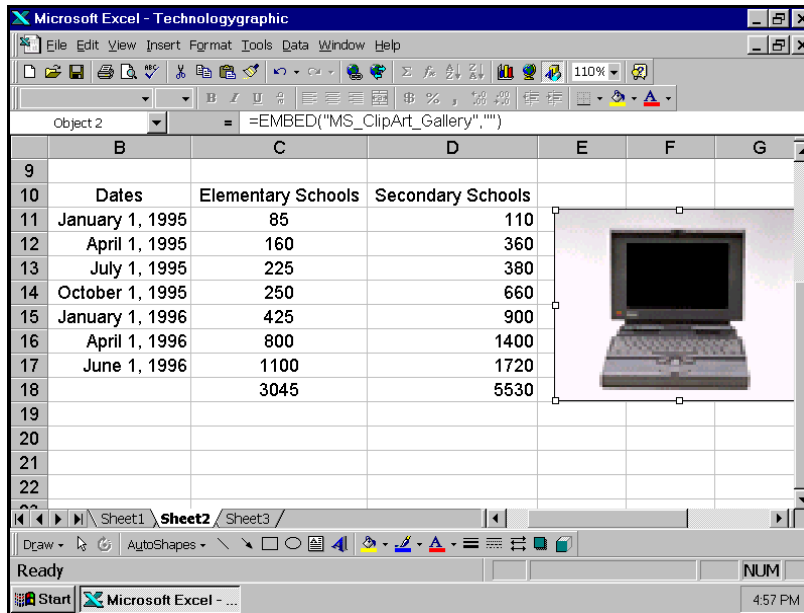 Microsoft Excel - Technologygraphic
File Edit View Insert Format Tools Data Window Help
110%
B I U
$ % ,
Object 2 = =EMBED("MS_ClipArt_Gallery","")
B C D E F G
9
10 Dates Elementary Schools Secondary Schools
11 January 1, 1995 85 110
12 April 1, 1995 160 360
13 July 1, 1995 225 380
14 October 1, 1995 250 660
15 January 1, 1996 425 900
16 April 1, 1996 800 1400
17 June 1, 1996 1100 1720
18 3045 5530
19
20
21
22
Sheet1 Sheet2 Sheet3
Draw AutoShapes
Ready NUM
Start Microsoft Excel - ... 4:57 PM